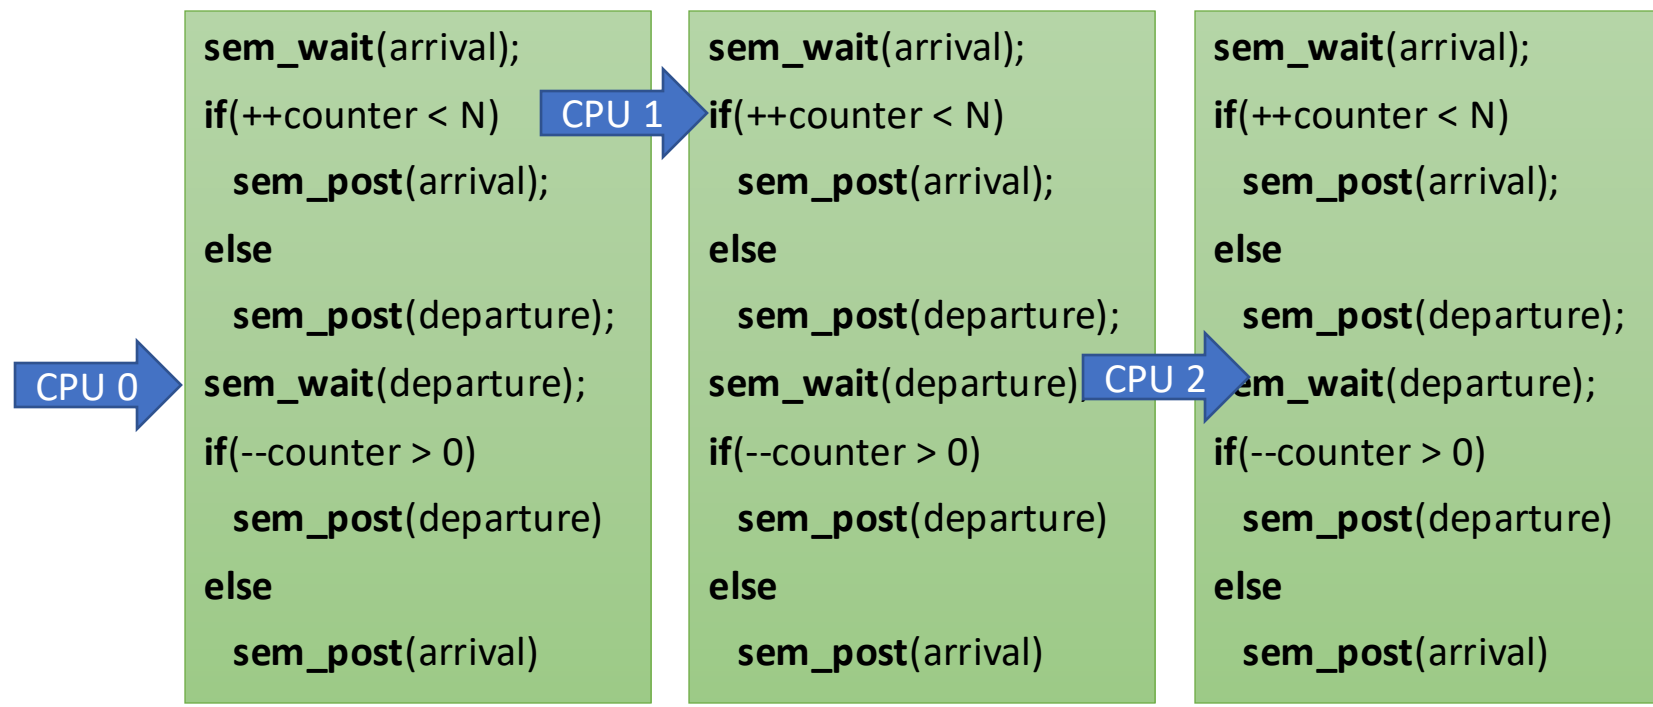 sem_wait(arrival);
if(++counter < N)
sem_post(arrival);
else
sem_post(departure);
sem_wait(departure);
if(--counter > 0)
sem_post(departure)
else
sem_post(arrival)
CPU 0
sem_wait(arrival);
if(++counter < N)
sem_post(arrival);
else
sem_post(departure);
sem_wait(departure)
if(--counter > 0)
sem_post(departure)
else
sem_post(arrival)
CPU 1
sem_wait(arrival);
if(++counter < N)
sem_post(arrival);
else
sem_post(departure);
em_wait(departure);
if(--counter > 0)
sem_post(departure)
else
sem_post(arrival)
CPU 2